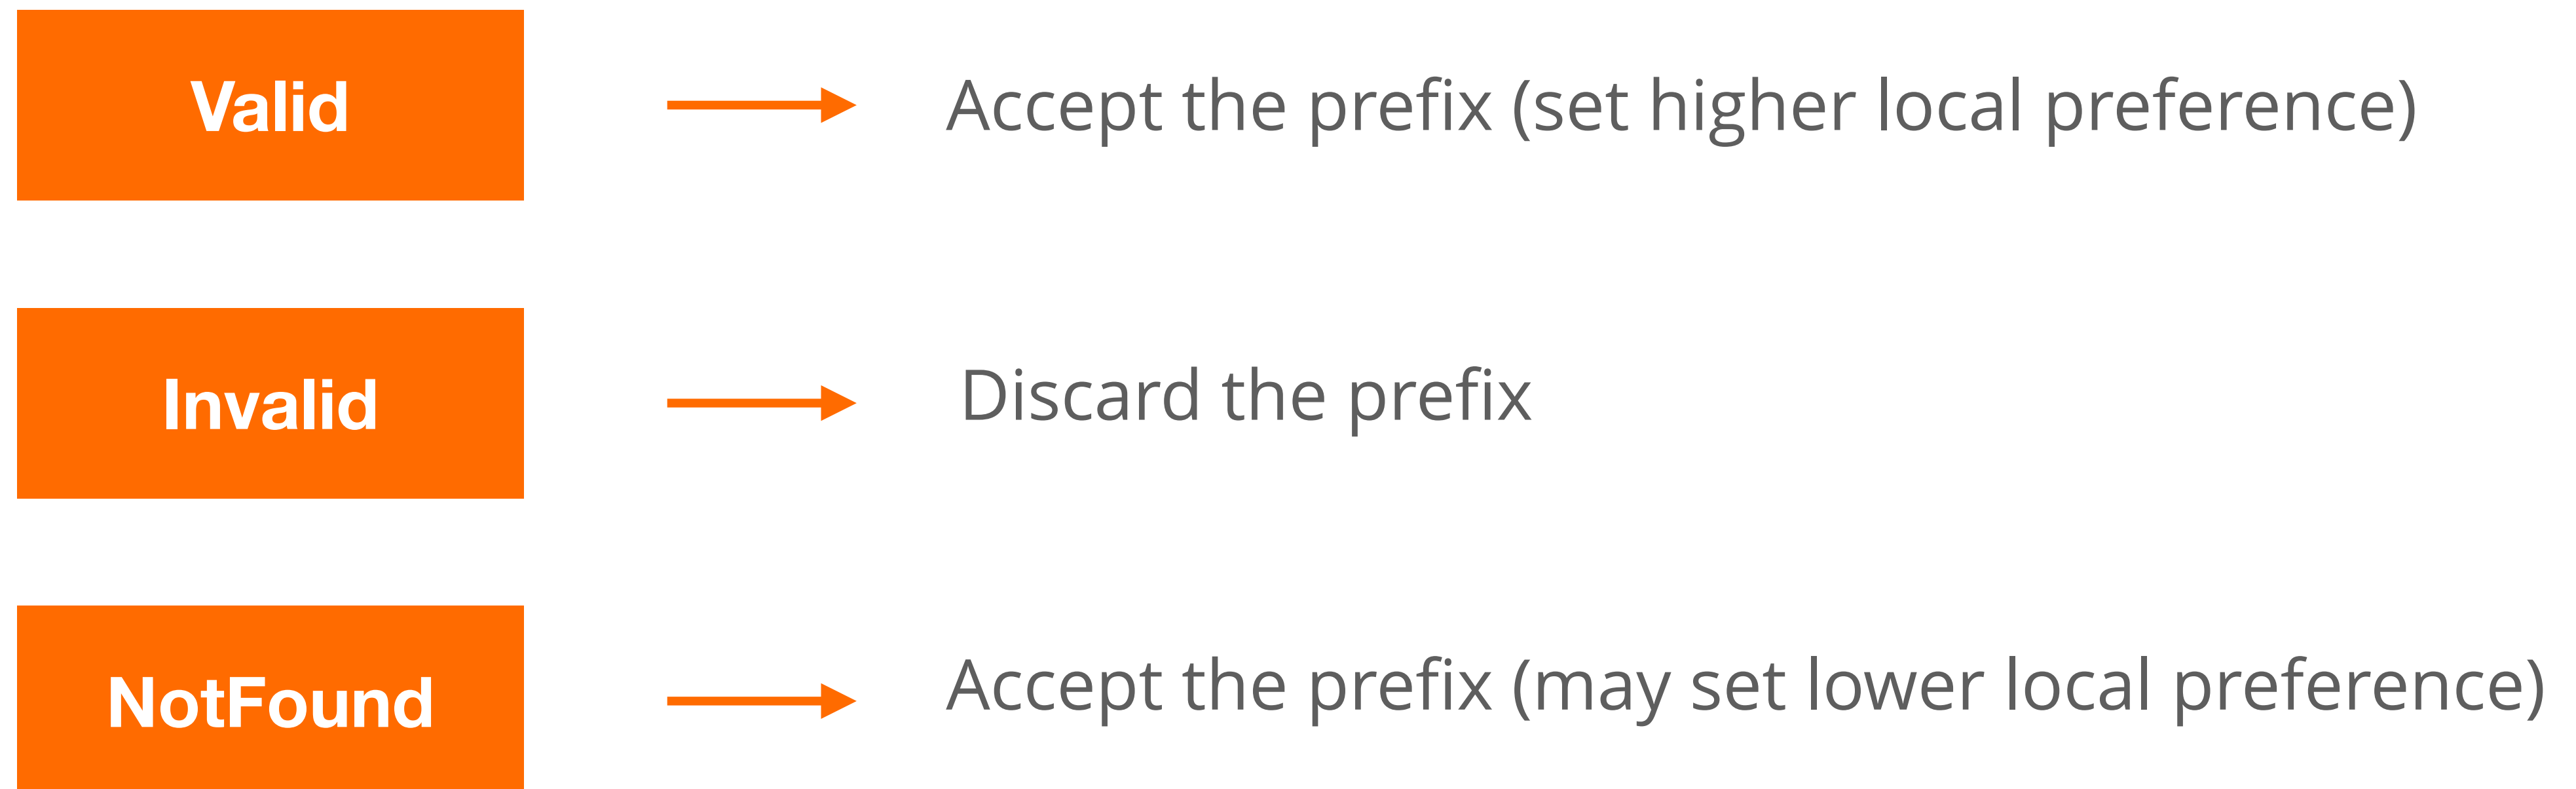 Valid
Accept the prefix (set higher local preference)
Invalid
Discard the prefix
NotFound
Accept the prefix (may set lower local preference)